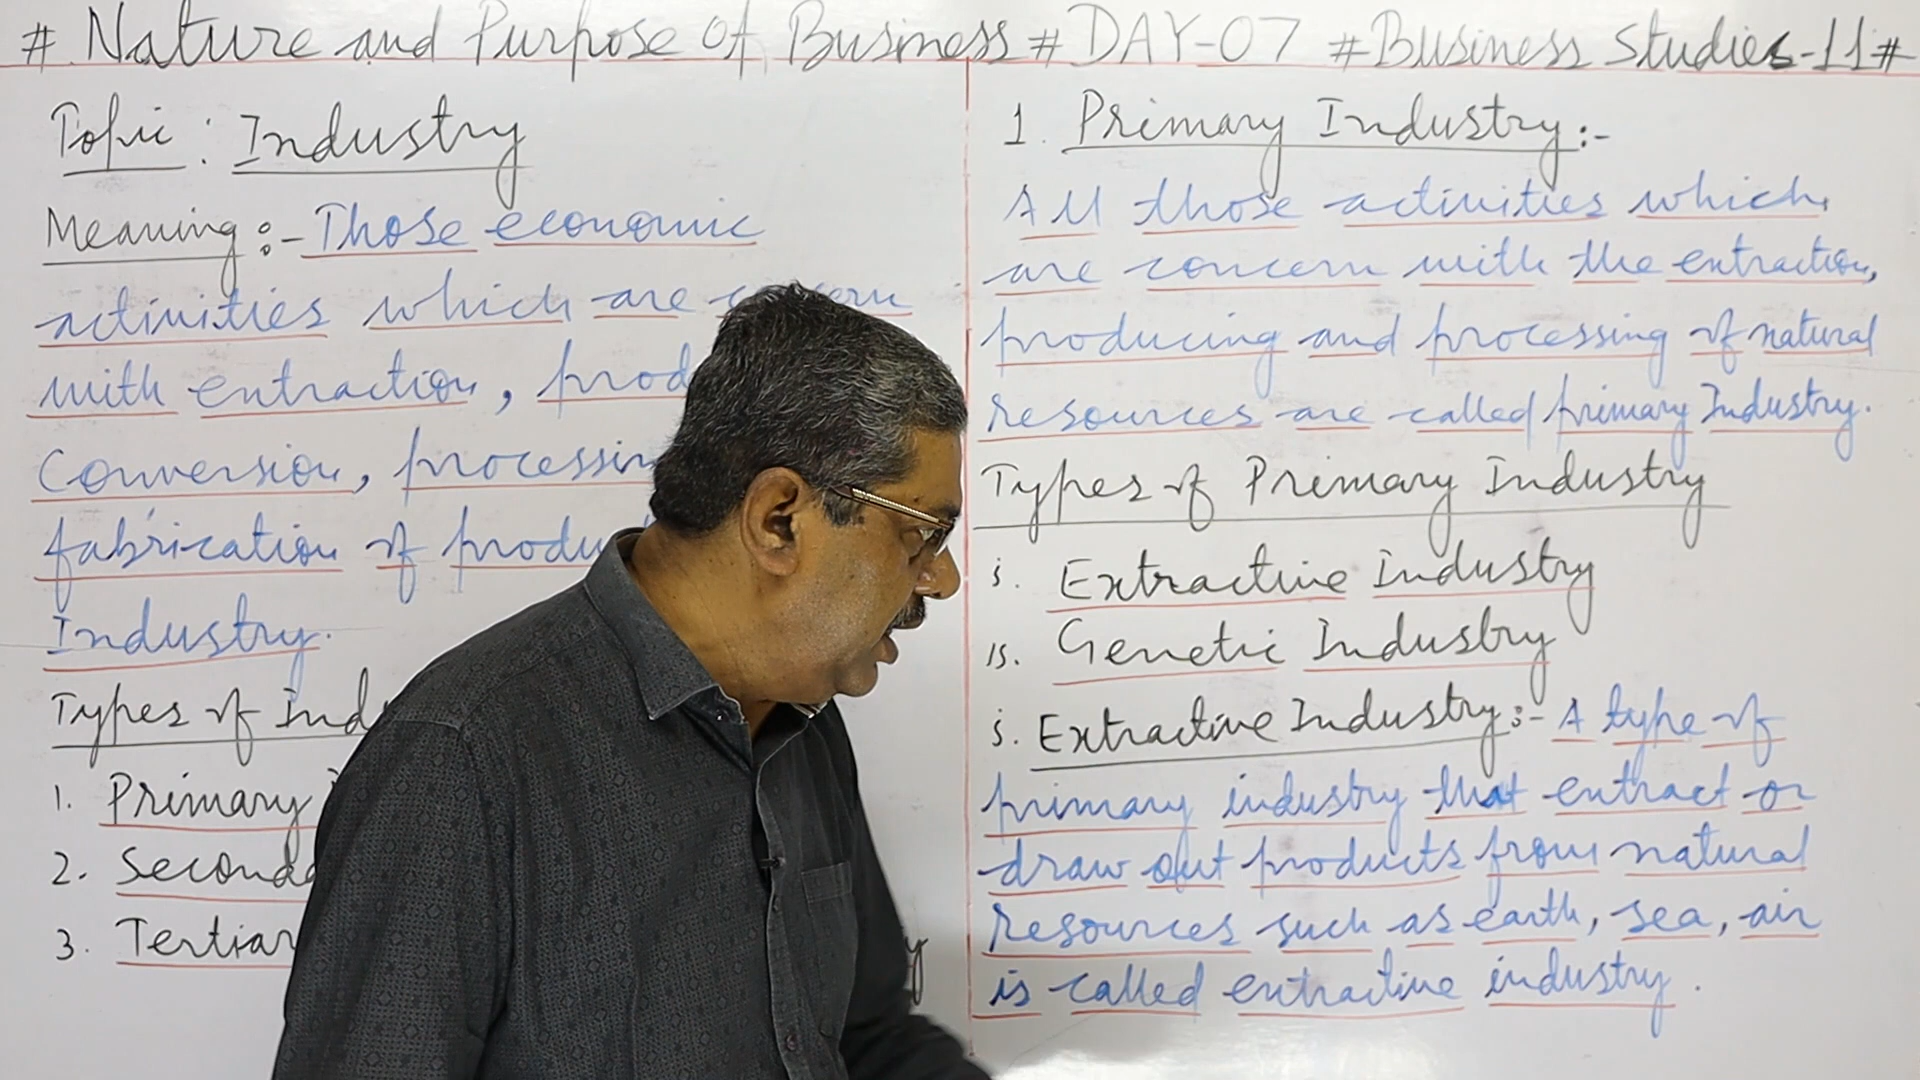 # Nature and Purpose of Business # DAY-07 # Business Studies-11 #
Topic : Industry
Meaning :- Those economic
activities which are concern
with extraction,
Conversion,
fabrication of
Industry.
Types of
1. Primary
2.
3.
1. Primary Industry :-
All those activities which
are concern with the extraction,
producing and processing of natural
resources are called primary Industry.
Types of Primary Industry
i. Extractive Industry
ii. Genetic Industry
i. Extractive Industry :- A type of
primary industry that extract or
draw out products from natural
resources such as earth, sea, air
is called extractive industry.